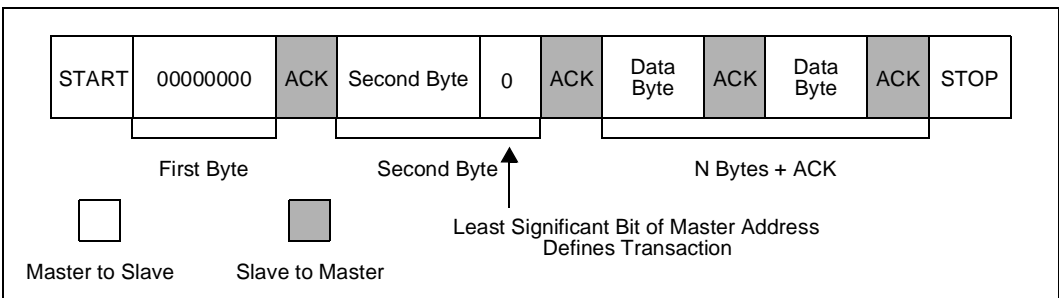 START 00000000 ACK Second Byte 0 ACK Data Byte ACK Data Byte ACK STOP
First Byte Second Byte N Bytes + ACK
Least Significant Bit of Master Address
Defines Transaction
Master to Slave Slave to Master